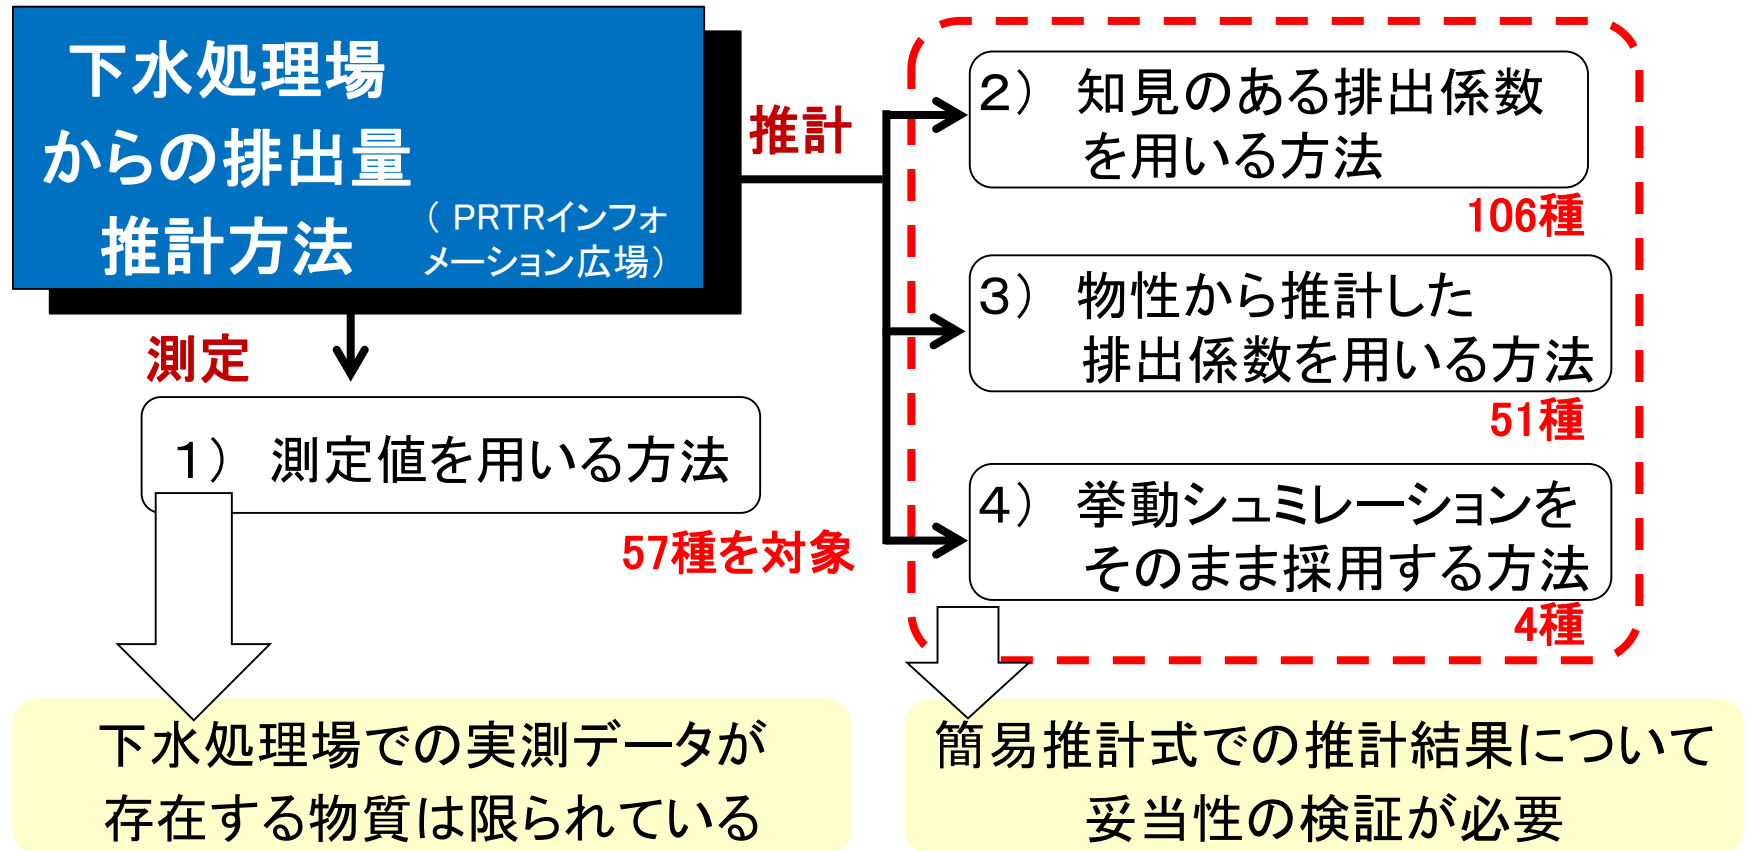 下水処理場
からの排出量
推計方法
（ PRTRインフォ
メーション広場）
推計
測定
１） 測定値を用いる方法
57種を対象
２） 知見のある排出係数
を用いる方法
106種
３） 物性から推計した
排出係数を用いる方法
51種
４） 挙動シュミレーションを
そのまま採用する方法
4種
下水処理場での実測データが
存在する物質は限られている
簡易推計式での推計結果について
妥当性の検証が必要